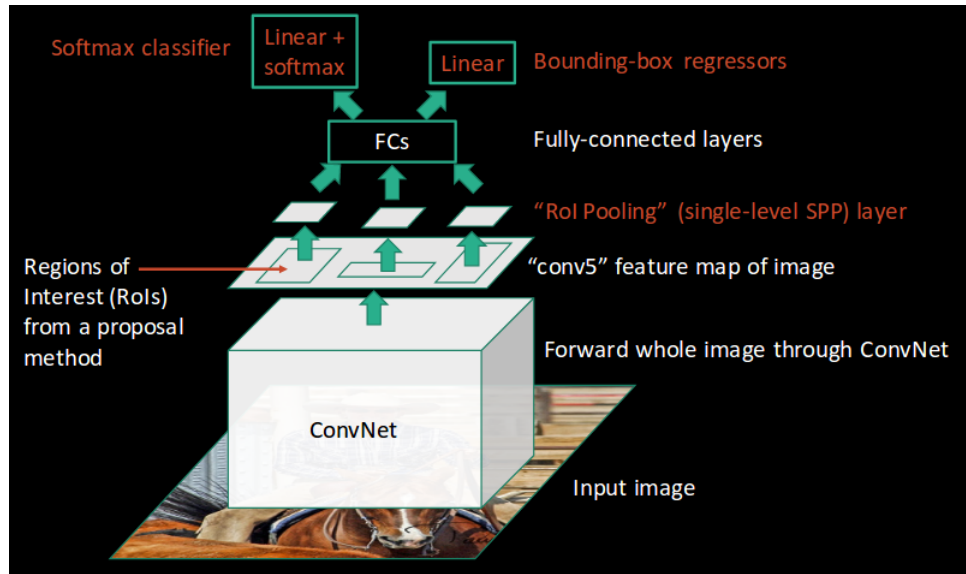 Softmax classifier
Linear +
softmax
Linear
Bounding-box regressors
FCs
Fully-connected layers
“RoI Pooling” (single-level SPP) layer
Regions of
Interest (RoIs)
from a proposal
method
“conv5” feature map of image
Forward whole image through ConvNet
ConvNet
Input image